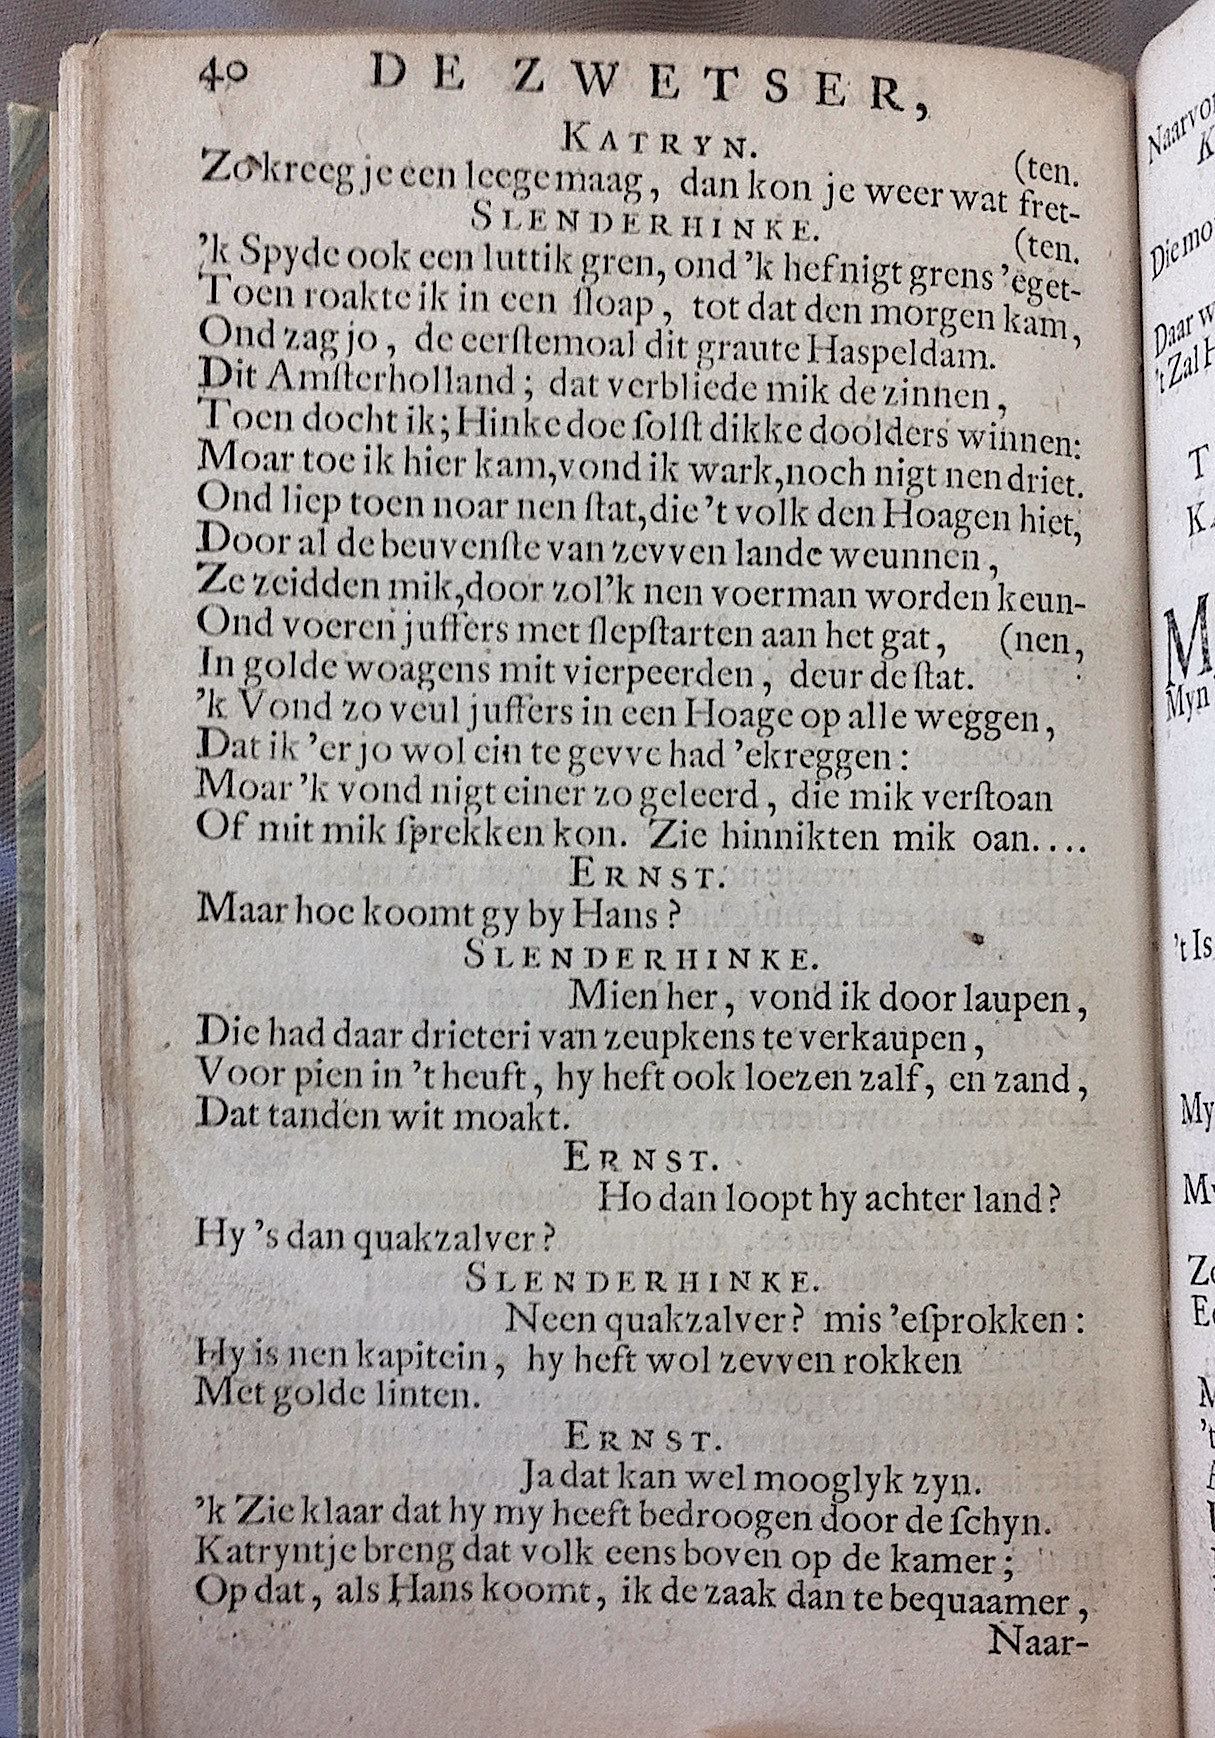 40 DE ZWETSER,
KATRYN.
(ten.
Zo kreeg je een leege maag, dan kon je weer wat fret-
SLENDERHINKE.
(ten.
'k Spyde ook een luttik gren, ond 'k hef nigt grens 'eget-
Toen roakte ik in een ſloap, tot dat den morgen kam,
Ond zag jo, de eerſtemoal dit graute Haspeldam.
Dit Amſterholland; dat verbliede mik de zinnen,
Toen docht ik; Hinke doe ſolſt dikke doolders winnen:
Moar toe ik hier kam, vond ik wark, noch nigt nen driet.
Ond liep toen noar nen ſtat, die 't volk den Hoagen hiet,
Door al de beuvenſte van zevven lande weunnen,
Ze zeidden mik, door zol 'k nen voerman worden keun-
Ond voeren juffers met ſlepſtarten aan het gat, (nen,
In golde woagens mit vierpeerden, deur de ſtat.
'k Vond zo veul juffers in een Hoage op alle weggen,
Dat ik 'er jo wol ein te gevve had 'ekreggen:
Moar 'k vond nigt einer zo geleerd, die mik verſtoan
Of mit mik ſprekken kon. Zie hinnikten mik oan....
ERNST.
Maar hoe koomt gy by Hans?
SLENDERHINKE.
Mien her, vond ik door laupen,
Die had daar drieteri van zeupkens te verkaupen,
Voor pien in 't heuft, hy heft ook loezen zalf, en zand,
Dat tanden wit moakt.
ERNST.
Ho dan loopt hy achter land?
Hy 's dan quakzalver?
SLENDERHINKE.
Neen quakzalver? mis 'eſprokken:
Hy is nen kapitein, hy heft wol zevven rokken
Met golde linten.
ERNST.
Ja dat kan wel mooglyk zyn.
'k Zie klaar dat hy my heeft bedroogen door de ſchyn.
Katryntje breng dat volk eens boven op de kamer;
Op dat, als Hans koomt, ik de zaak dan te bequaamer,
Naar-
Naarvor
K
Die mo
Daar w
't Zal H
T
K
M
Myn
't Is
My
Zo